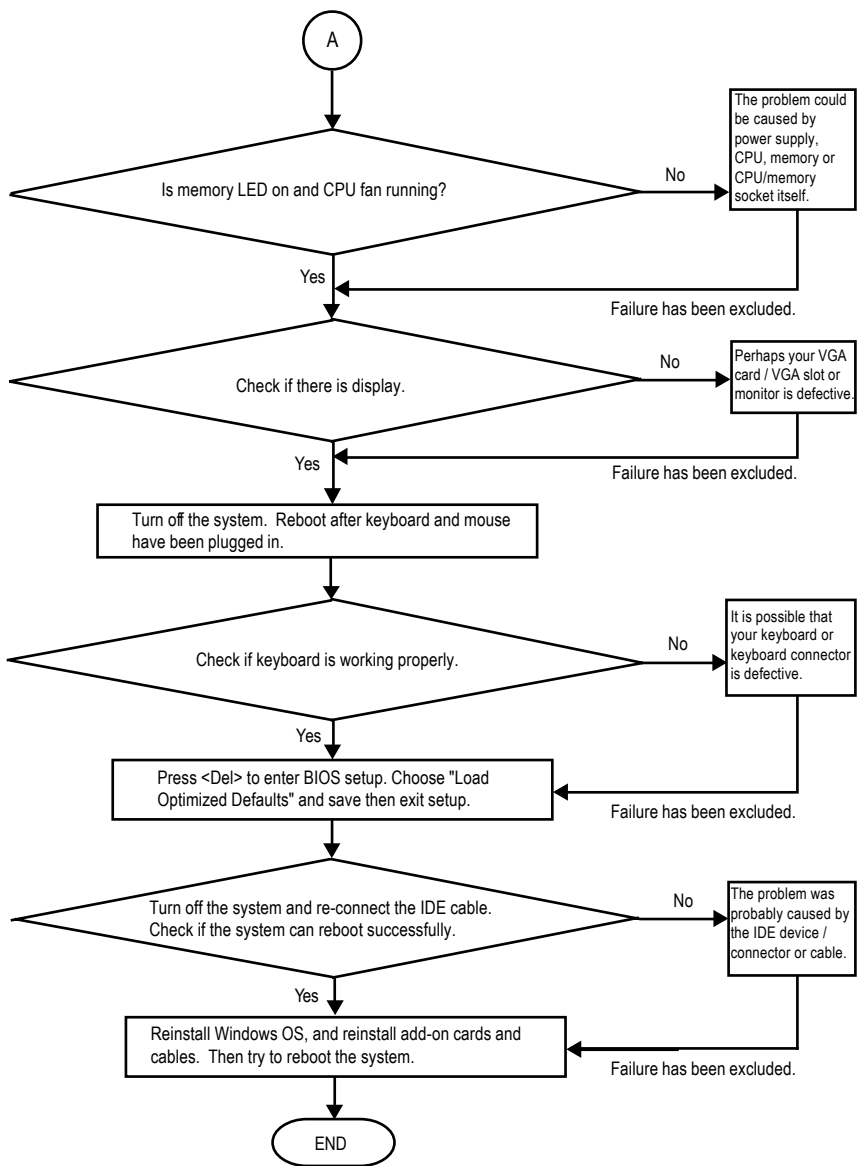 A
Is memory LED on and CPU fan running?
No
The problem could
be caused by
power supply,
CPU, memory or
CPU/memory
socket itself.
Yes
Failure has been excluded.
Check if there is display.
No
Perhaps your VGA
card / VGA slot or
monitor is defective.
Yes
Failure has been excluded.
Turn off the system.  Reboot after keyboard and mouse
have been plugged in.
Check if keyboard is working properly.
No
It is possible that
your keyboard or
keyboard connector
is defective.
Yes
Press <Del> to enter BIOS setup. Choose "Load
Optimized Defaults" and save then exit setup.
Failure has been excluded.
Turn off the system and re-connect the IDE cable.
Check if the system can reboot successfully.
No
The problem was
probably caused by
the IDE device /
connector or cable.
Yes
Reinstall Windows OS, and reinstall add-on cards and
cables.  Then try to reboot the system.
Failure has been excluded.
END